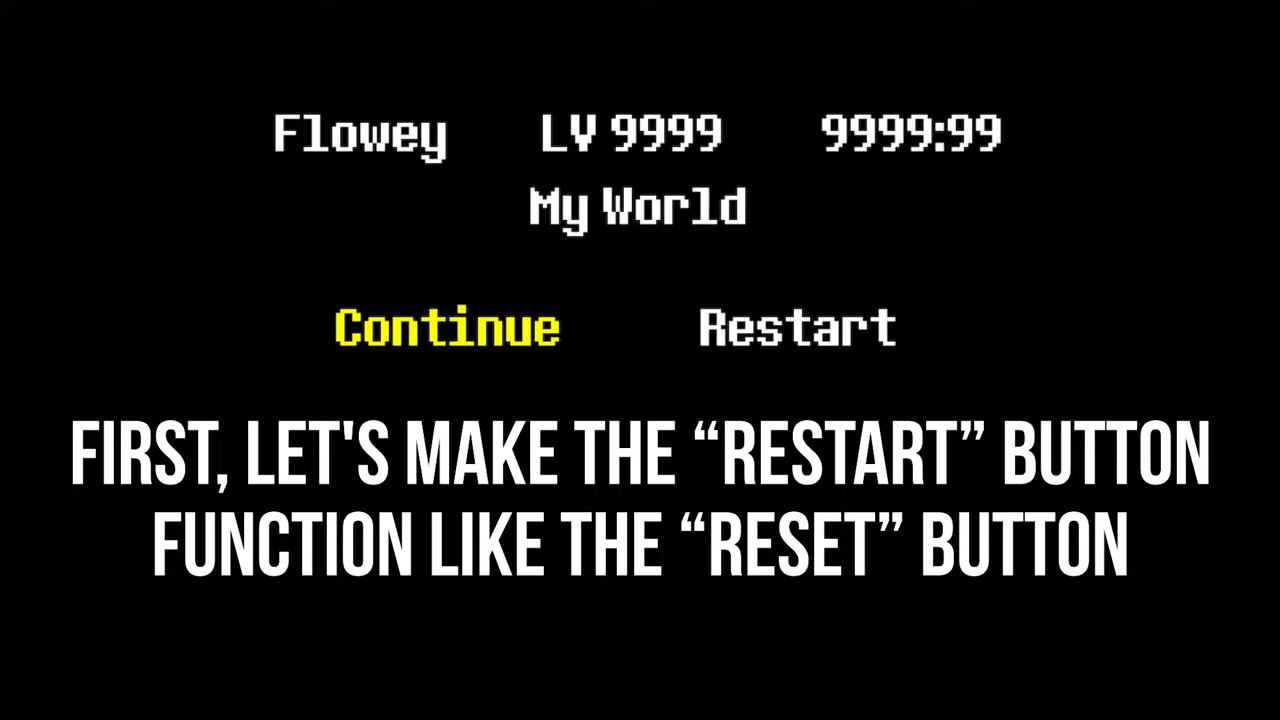 Flowey LV 9999 9999:99
My World
Continue Restart
FIRST, LET'S MAKE THE “RESTART” BUTTON
FUNCTION LIKE THE “RESET” BUTTON